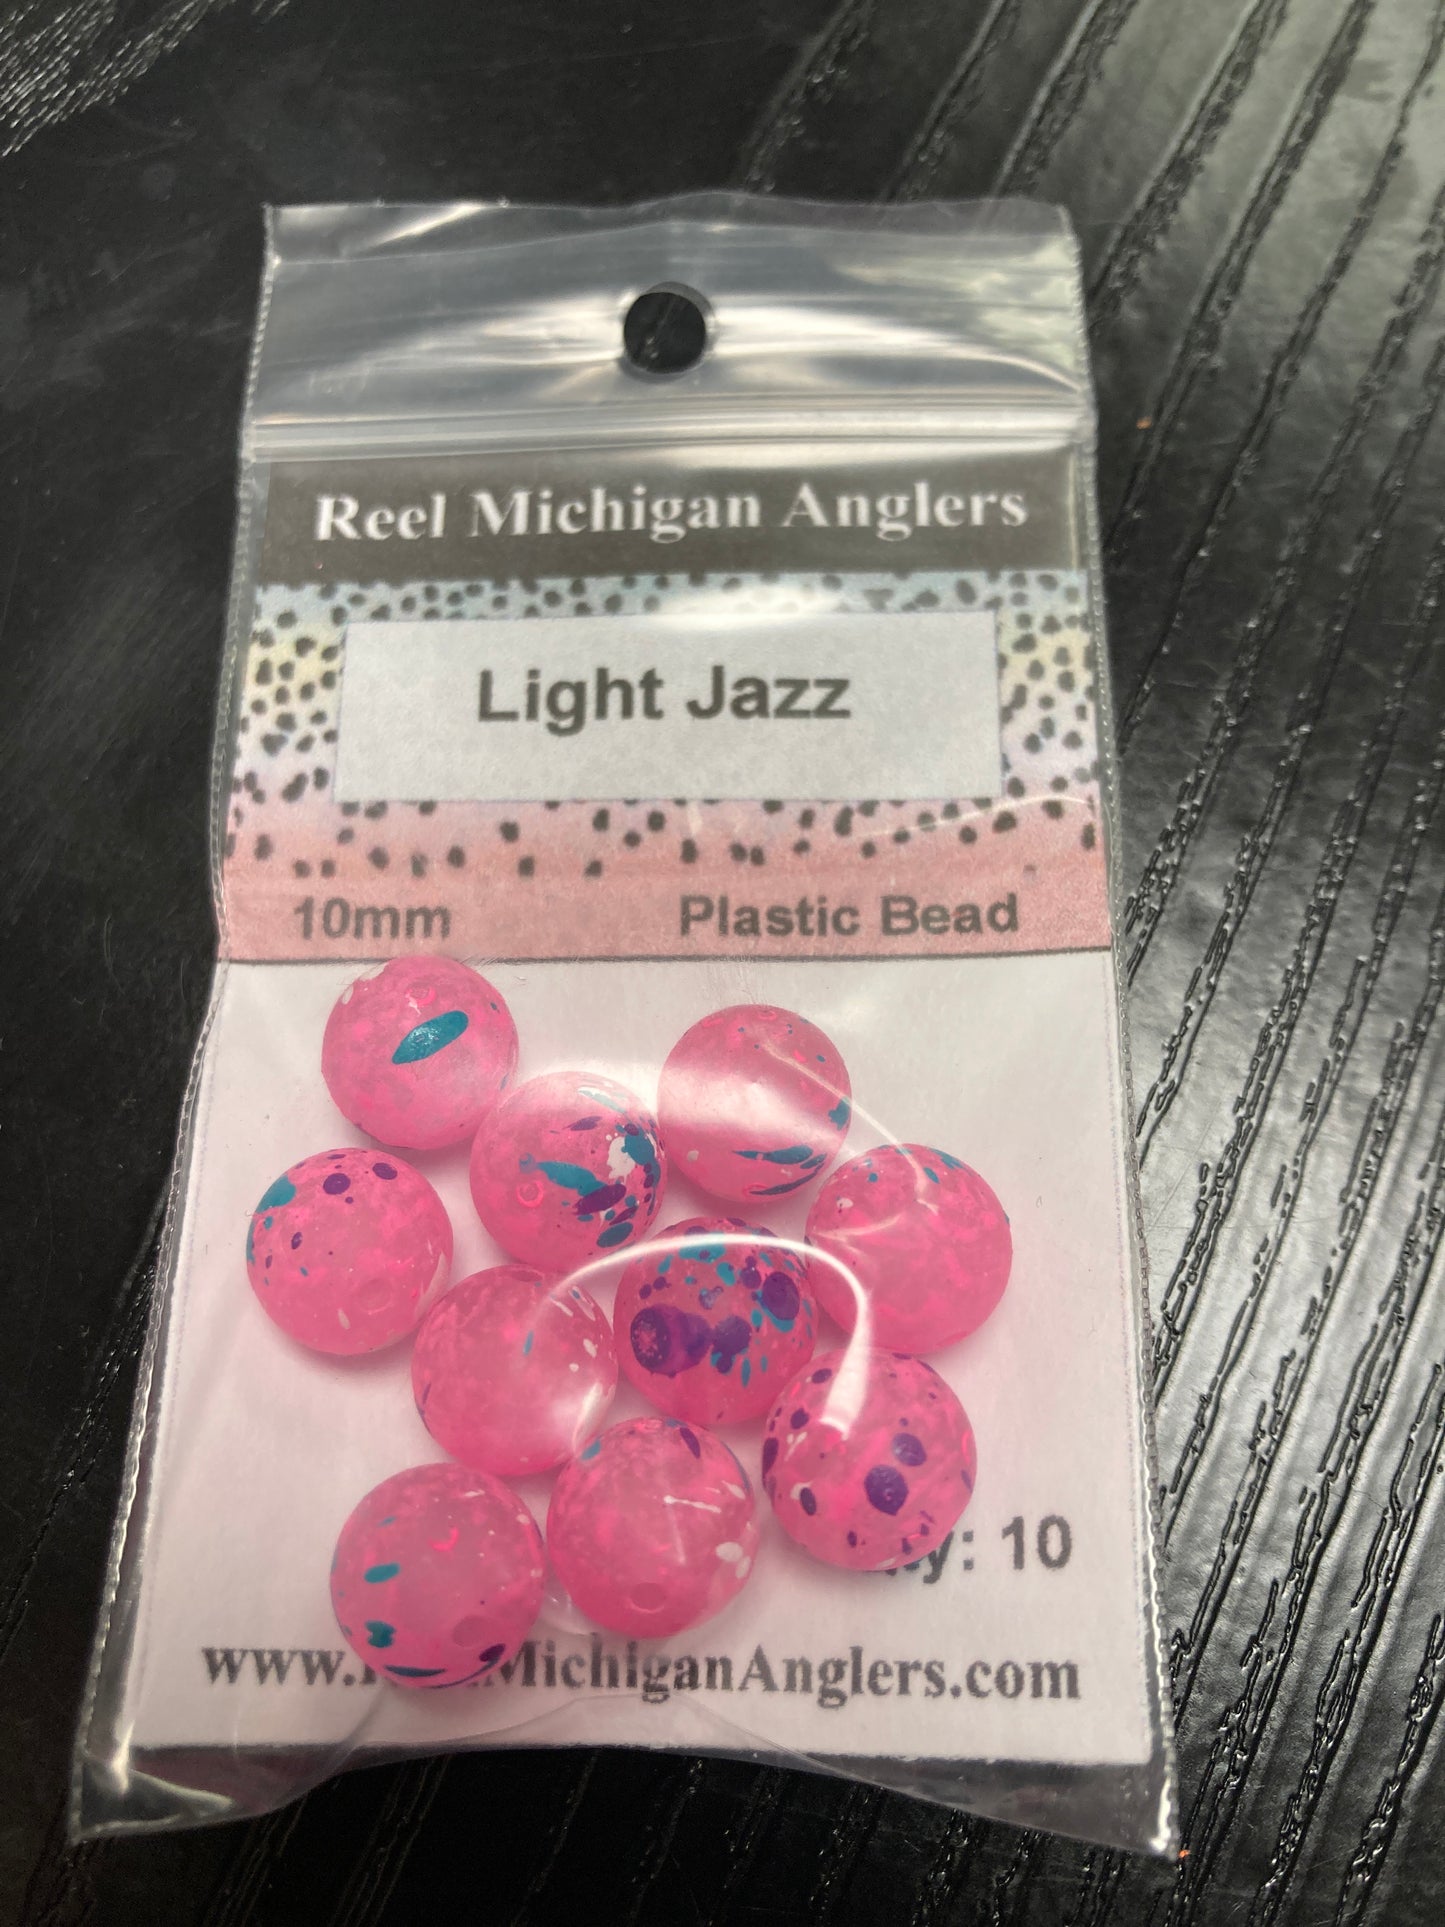 Reel Michigan Anglers
Light Jazz
10mm Plastic Bead
10
www. MichiganAnglers.com